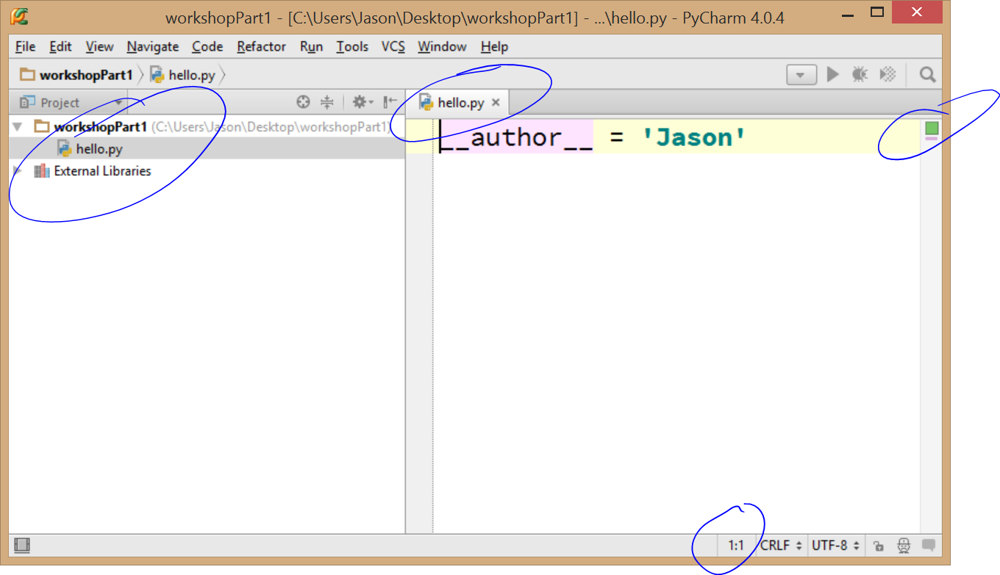 workshopPart1 - [C:\Users\Jason\Desktop\workshopPart1] - ...\hello.py - PyCharm 4.0.4
File Edit View Navigate Code Refactor Run Tools VCS Window Help
workshopPart1 hello.py
Project
hello.py
workshopPart1 (C:\Users\Jason\Desktop\workshopPart1)
hello.py
External Libraries
__author__ = 'Jason'
1:1 CRLF UTF-8